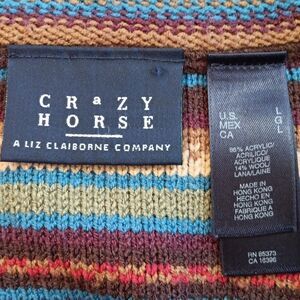 CRaZY
HORSE
A LIZ CLAIBORNE COMPANY
U.S. L
MEX G
CA L
86% ACRYLIC/
ACRILICO/
ACRYLIQUE
14% WOOL/
LANA/LAINE
MADE IN
HONG KONG
HECHO EN
HONG KONG
FABRIQUE A
HONG KONG
RN 85373
CA 16396